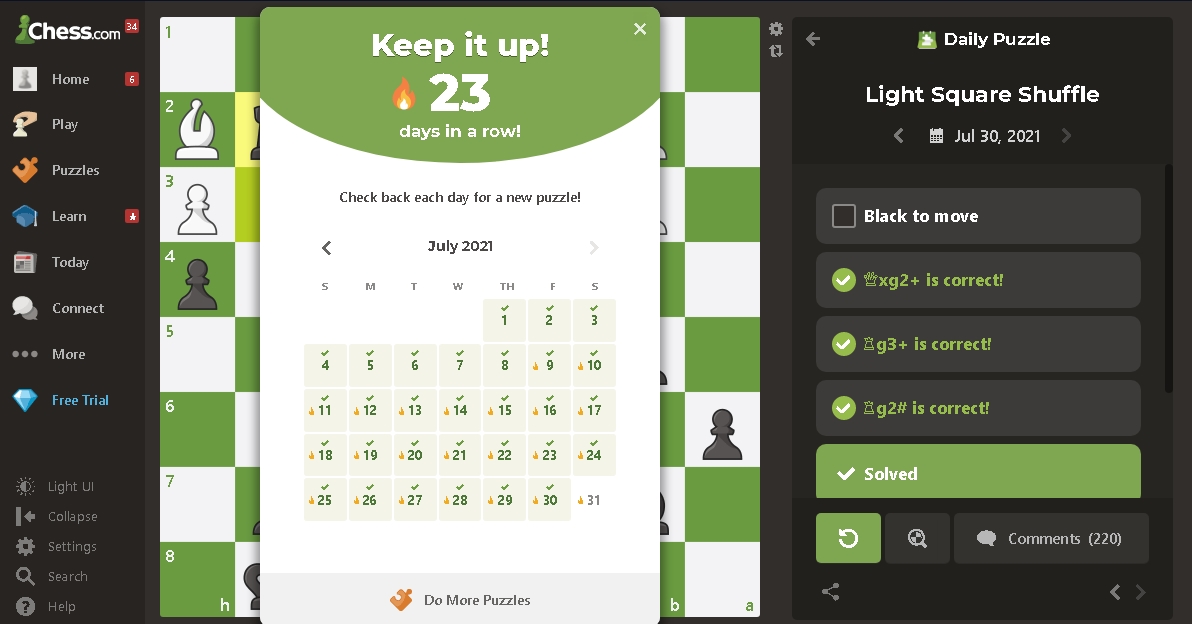 Chess.com 34
Home 6
Play
Puzzles
Learn
Today
Connect
More
Free Trial
Light UI
Collapse
Settings
Search
Help
1
2
3
4
5
6
7
8
h
b
a
Keep it up!
23
days in a row!
Check back each day for a new puzzle!
July 2021
S M T W TH F S
1 2 3
4 5 6 7 8 9 10
11 12 13 14 15 16 17
18 19 20 21 22 23 24
25 26 27 28 29 30 31
Do More Puzzles
Daily Puzzle
Light Square Shuffle
Jul 30, 2021
Black to move
♕xg2+ is correct!
♖g3+ is correct!
♖g2# is correct!
Solved
Comments (220)